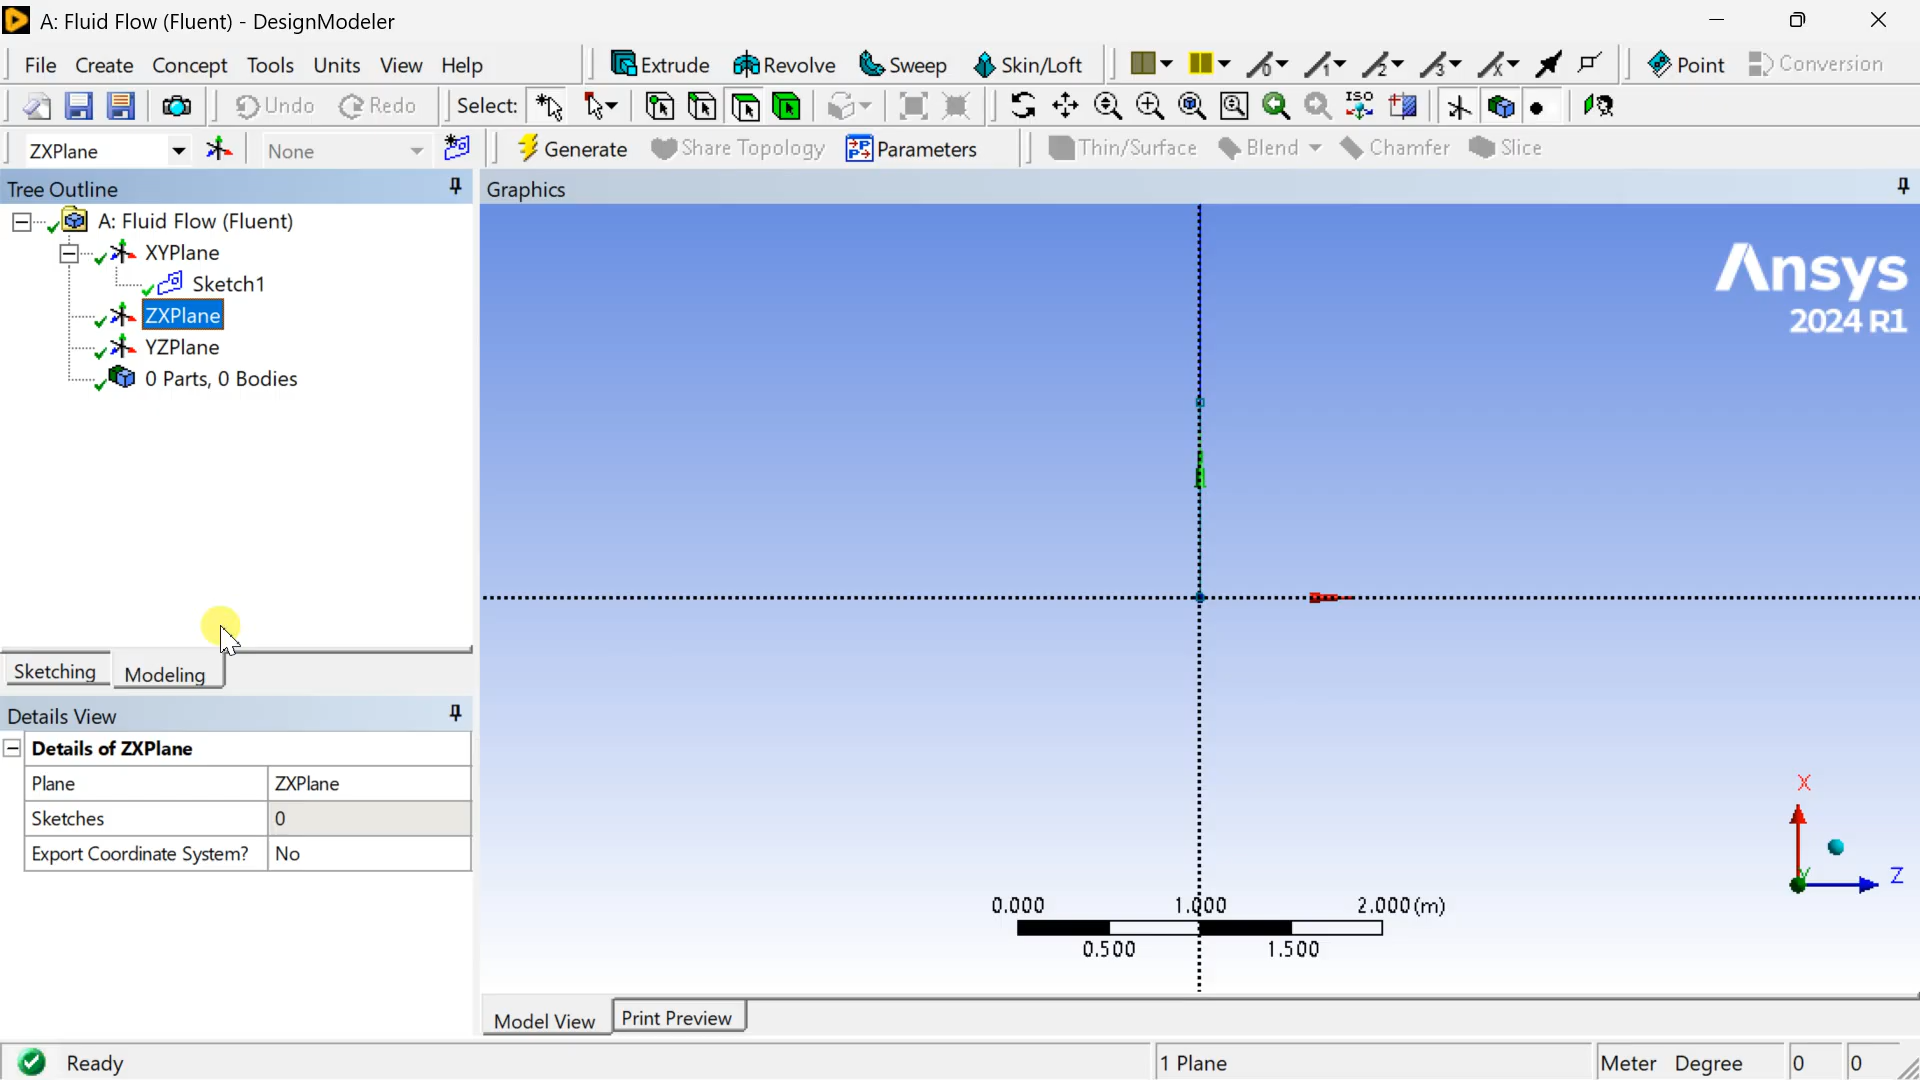 A: Fluid Flow (Fluent) - DesignModeler
File Create Concept Tools Units View Help
Extrude Revolve Sweep Skin/Loft
Point Conversion
Undo Redo Select:
ISO
ZXPlane None
Generate Share Topology Parameters
Thin/Surface Blend Chamfer Slice
Tree Outline
A: Fluid Flow (Fluent)
XYPlane
Sketch1
ZXPlane
YZPlane
0 Parts, 0 Bodies
Sketching Modeling
Details View
Details of ZXPlane
Plane ZXPlane
Sketches 0
Export Coordinate System? No
Graphics
Ansys
2024 R1
X
Y
Z
0.000 1.000 2.000(m)
0.500 1.500
Model View Print Preview
Ready 1 Plane Meter Degree 0 0